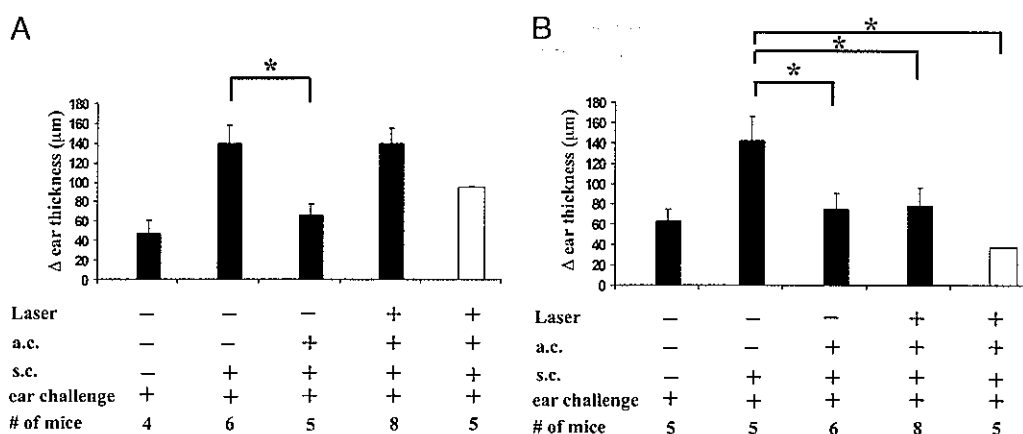 A
*
Δ ear thickness (μm)
180
160
140
120
100
80
60
40
20
0
Laser − − − + +
a.c. − − + + +
s.c. − + + + +
ear challenge + + + + +
# of mice 4 6 5 8 5
B
*
*
*
Δ ear thickness (μm)
180
160
140
120
100
80
60
40
20
0
Laser − − − + +
a.c. − − + + +
s.c. − + + + +
ear challenge + + + + +
# of mice 5 5 6 8 5